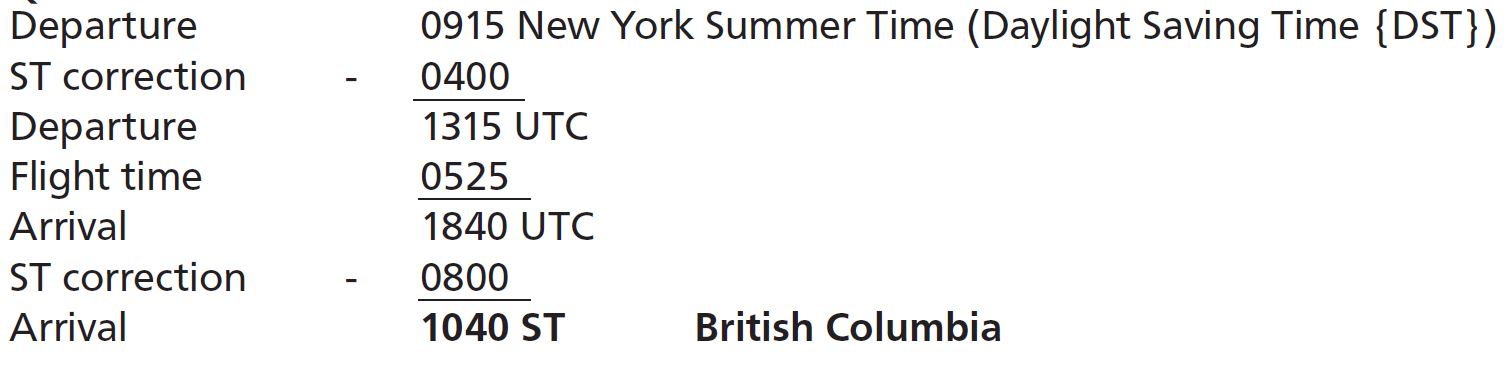 Departure 0915 New York Summer Time (Daylight Saving Time {DST})
ST correction - 0400
Departure 1315 UTC
Flight time 0525
Arrival 1840 UTC
ST correction - 0800
Arrival 1040 ST British Columbia